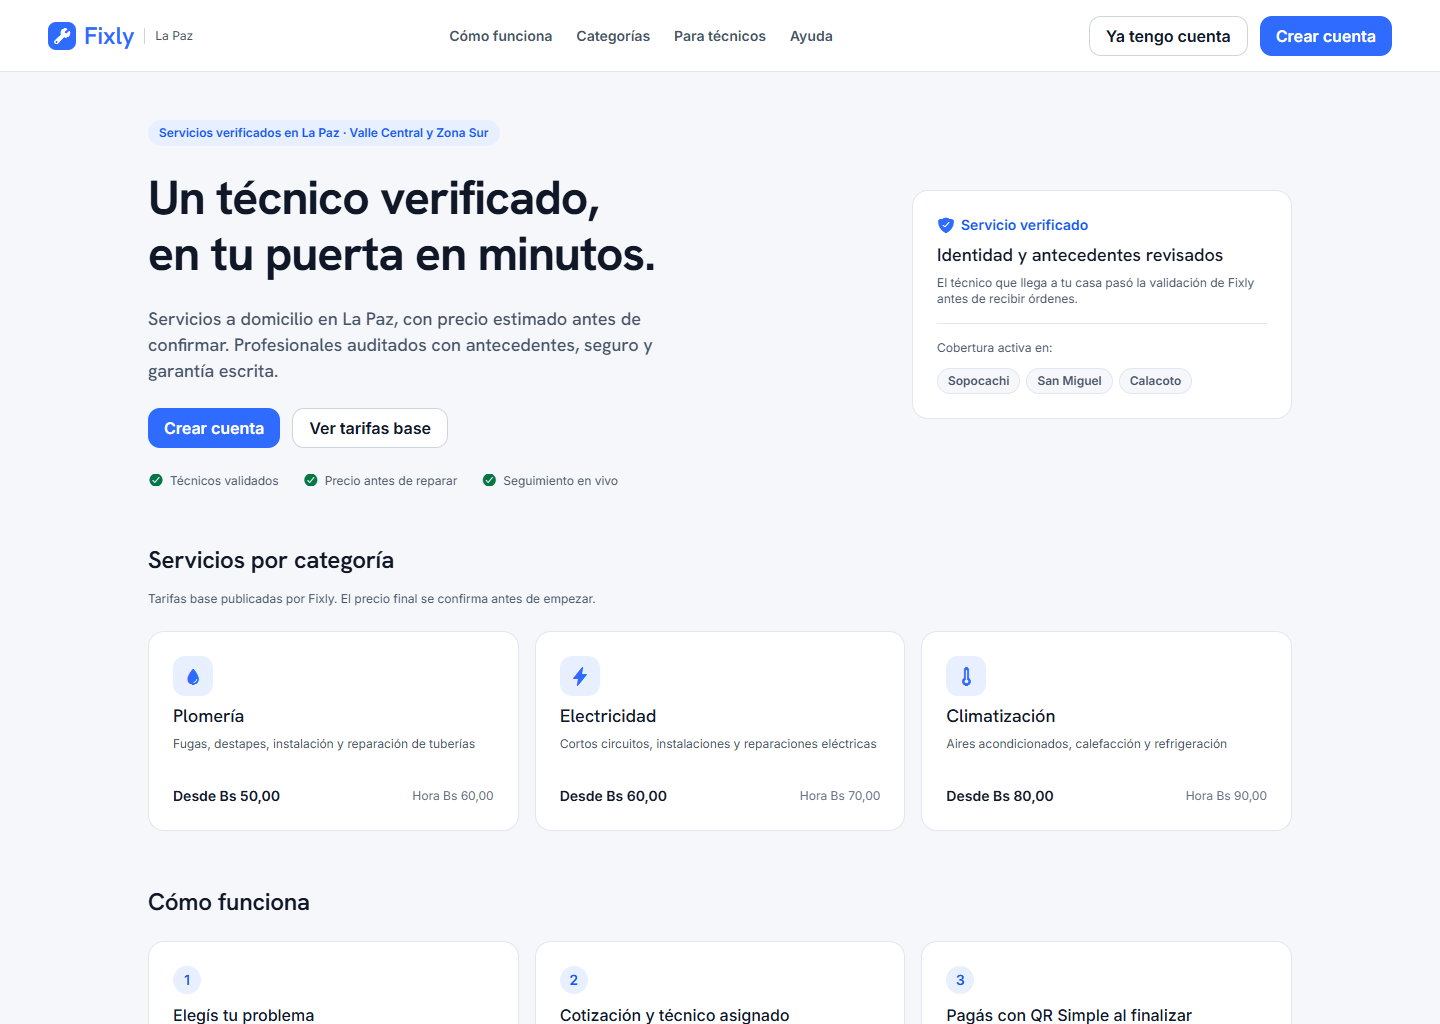 Fixly
La Paz
Cómo funciona
Categorías
Para técnicos
Ayuda
Ya tengo cuenta
Crear cuenta
Servicios verificados en La Paz · Valle Central y Zona Sur
Un técnico verificado,
en tu puerta en minutos.
Servicios a domicilio en La Paz, con precio estimado antes de
confirmar. Profesionales auditados con antecedentes, seguro y
garantía escrita.
Crear cuenta
Ver tarifas base
Técnicos validados
Precio antes de reparar
Seguimiento en vivo
Servicio verificado
Identidad y antecedentes revisados
El técnico que llega a tu casa pasó la validación de Fixly
antes de recibir órdenes.
Cobertura activa en:
Sopocachi
San Miguel
Calacoto
Servicios por categoría
Tarifas base publicadas por Fixly. El precio final se confirma antes de empezar.
Plomería
Fugas, destapes, instalación y reparación de tuberías
Desde Bs 50,00
Hora Bs 60,00
Electricidad
Cortos circuitos, instalaciones y reparaciones eléctricas
Desde Bs 60,00
Hora Bs 70,00
Climatización
Aires acondicionados, calefacción y refrigeración
Desde Bs 80,00
Hora Bs 90,00
Cómo funciona
1
Elegís tu problema
2
Cotización y técnico asignado
3
Pagás con QR Simple al finalizar